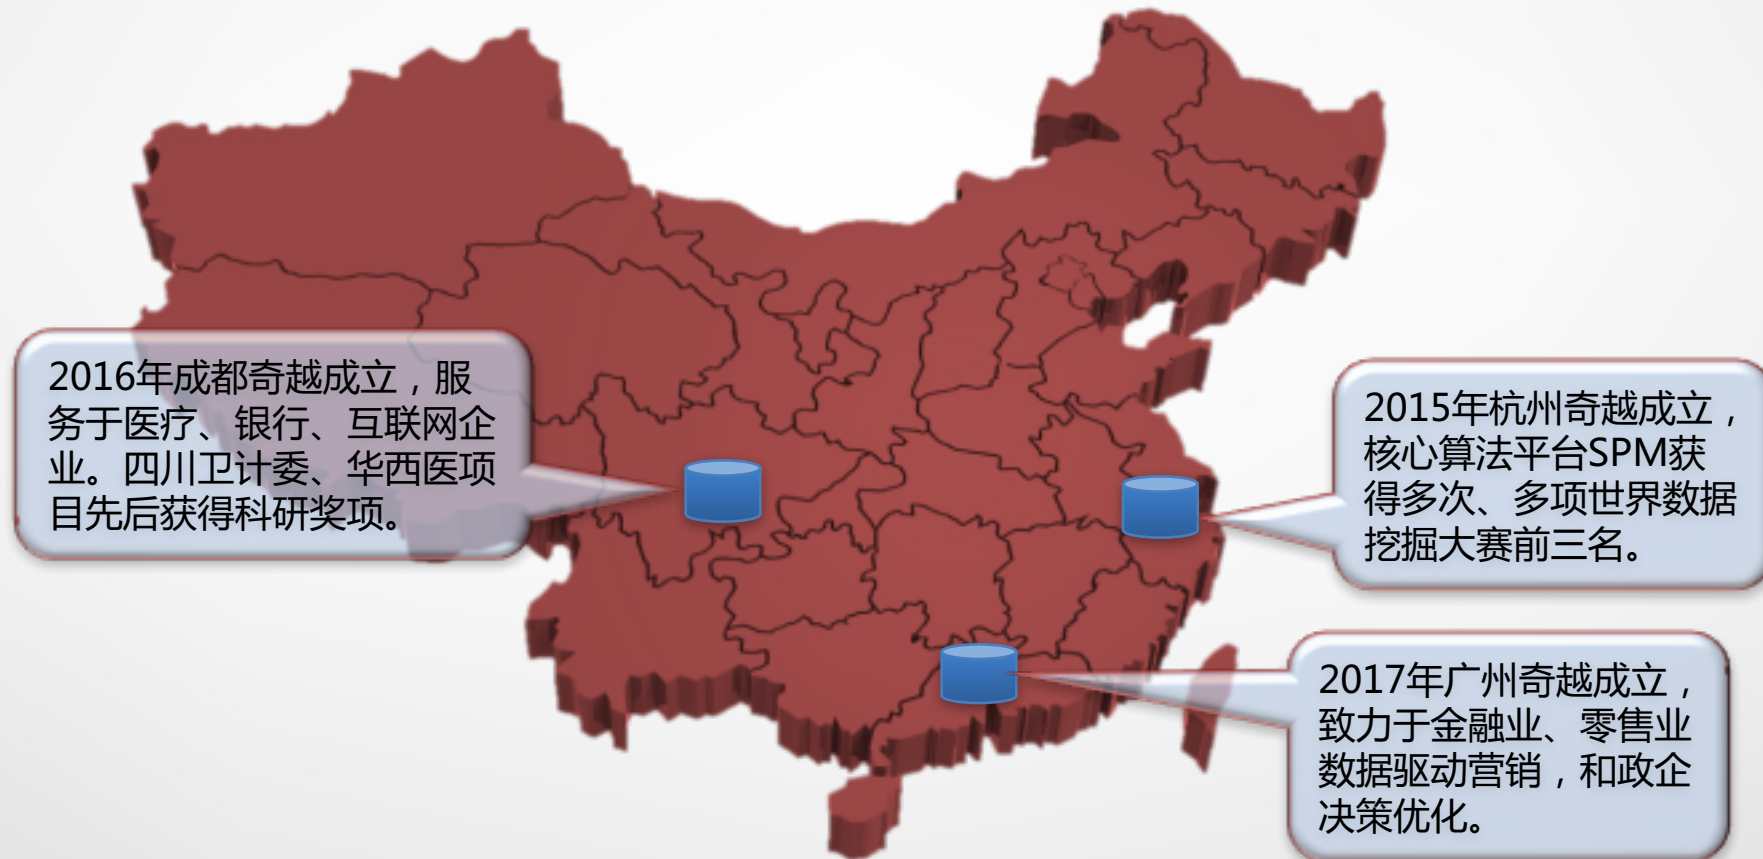 2016年成都奇越成立，服
务于医疗、银行、互联网企
业。四川卫计委、华西医项
目先后获得科研奖项。
2015年杭州奇越成立，
核心算法平台SPM获
得多次、多项世界数据
挖掘大赛前三名。
2017年广州奇越成立，
致力于金融业、零售业
数据驱动营销，和政企
决策优化。